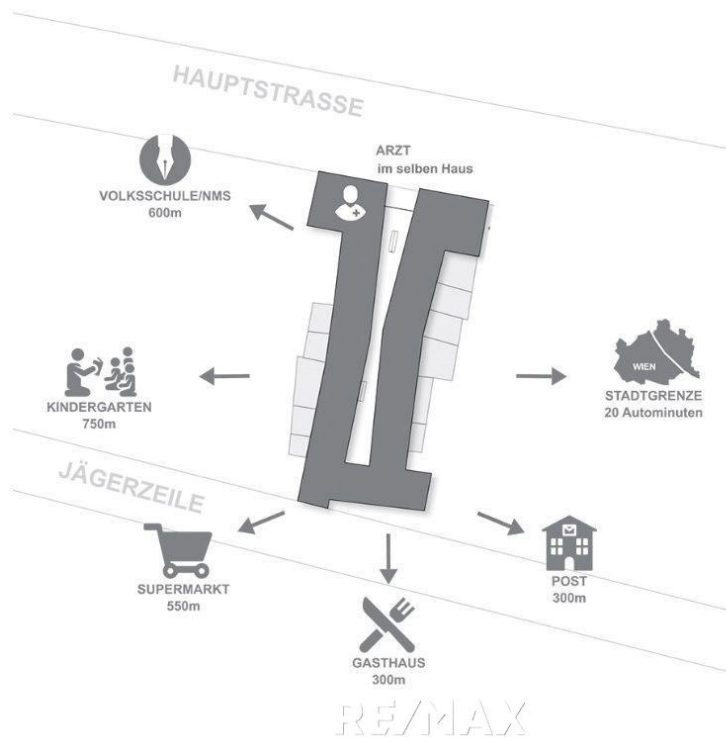 HAUPTSTRASSE
ARZT
im selben Haus
VOLKSSCHULE/NMS
600m
WIEN
KINDERGARTEN
750m
STADTGRENZE
20 Autominuten
JÄGERZEILE
SUPERMARKT
550m
POST
300m
GASTHAUS
300m
RE/MAX